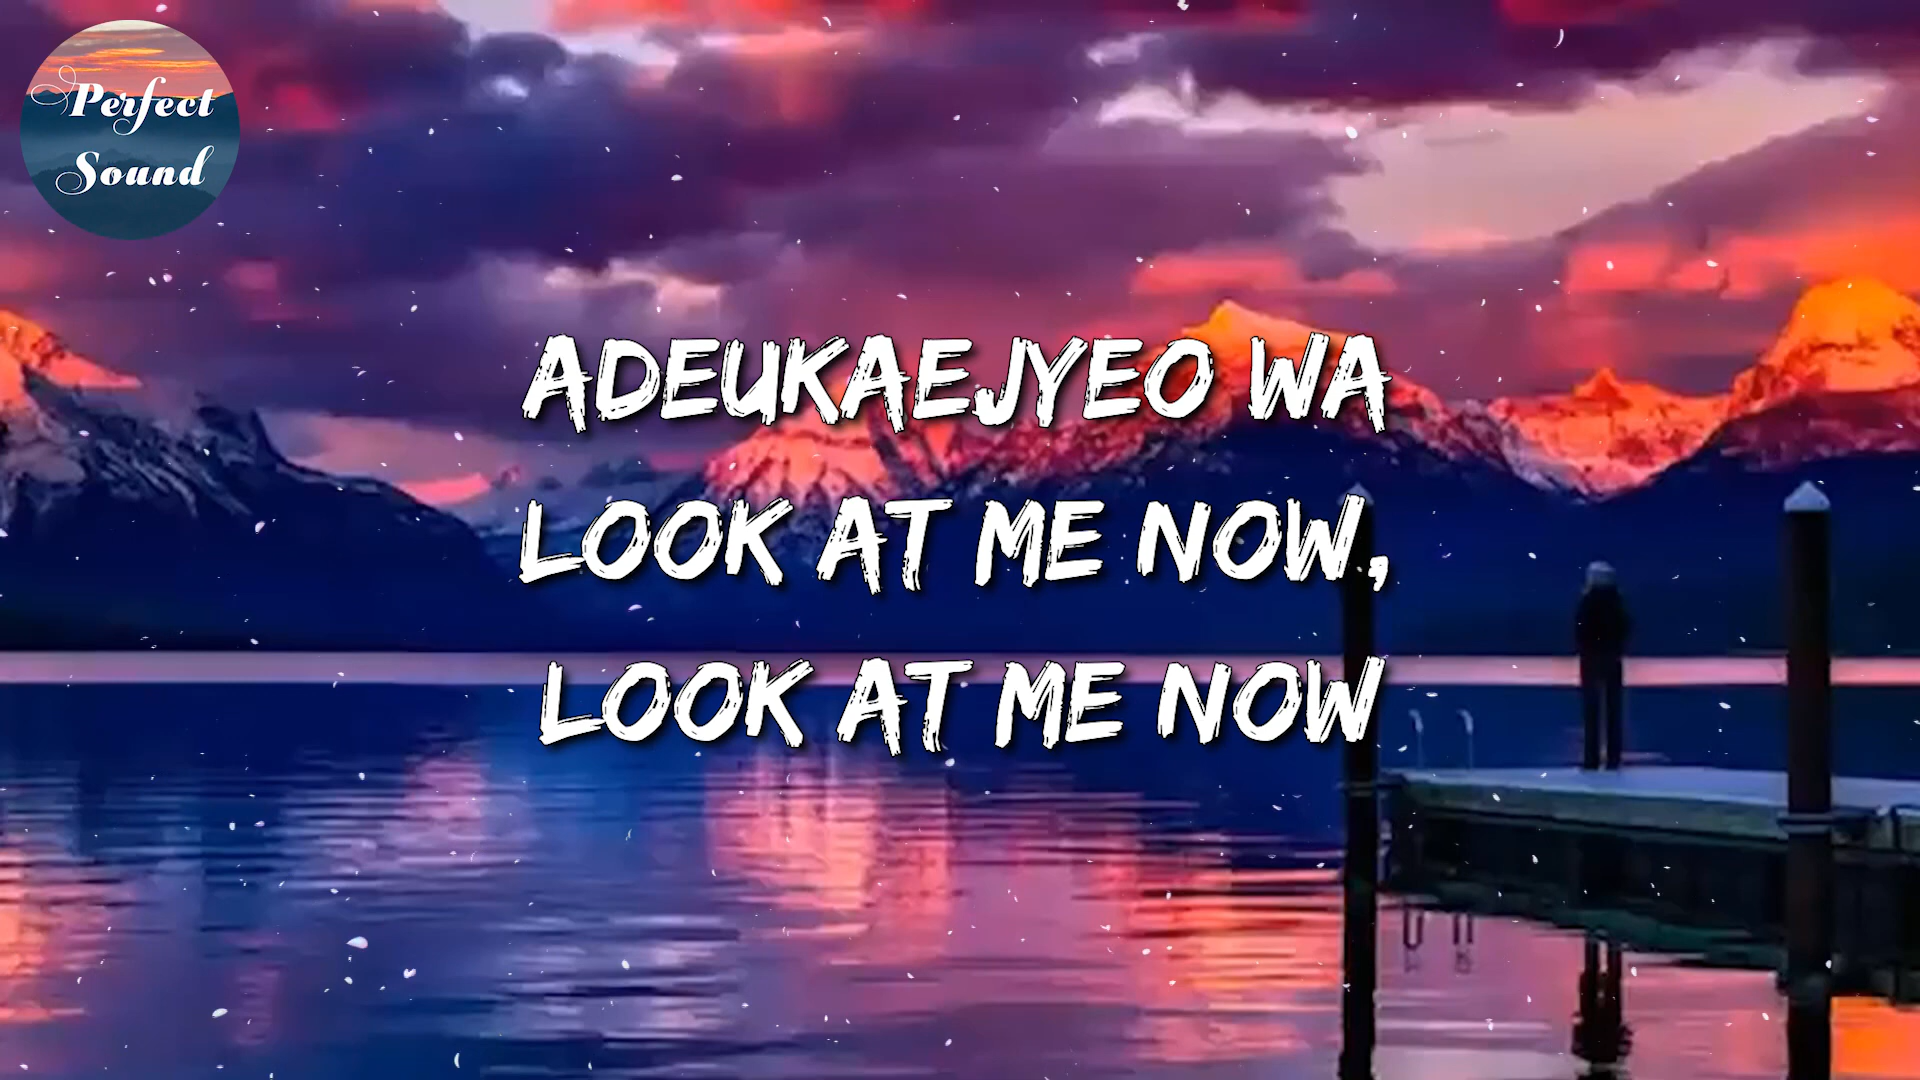 Perfect
Sound
ADEUKAEJYEO WA
LOOK AT ME NOW,
LOOK AT ME NOW